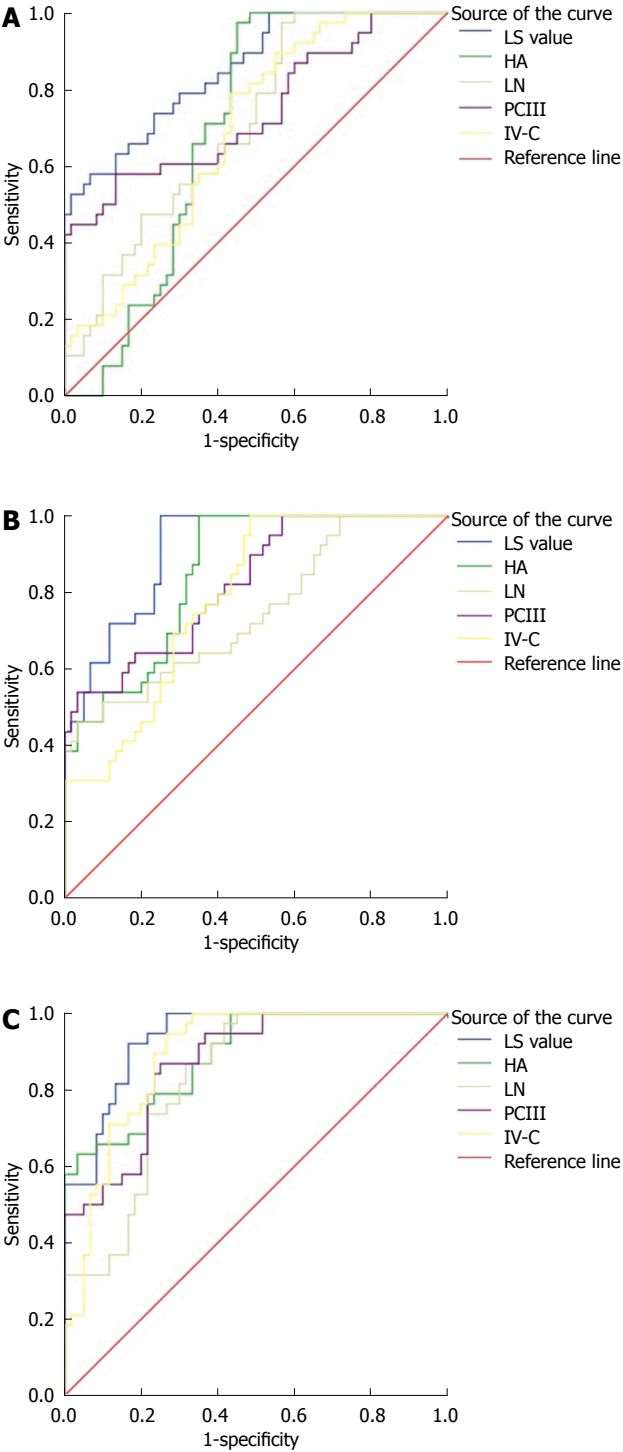 A
1.0
0.8
0.6
0.4
0.2
0.0
Sensitivity
0.0 0.2 0.4 0.6 0.8 1.0
1-specificity
Source of the curve
LS value
HA
LN
PCIII
IV-C
Reference line
B
1.0
0.8
0.6
0.4
0.2
0.0
Sensitivity
0.0 0.2 0.4 0.6 0.8 1.0
1-specificity
Source of the curve
LS value
HA
LN
PCIII
IV-C
Reference line
C
1.0
0.8
0.6
0.4
0.2
0.0
Sensitivity
0.0 0.2 0.4 0.6 0.8 1.0
1-specificity
Source of the curve
LS value
HA
LN
PCIII
IV-C
Reference line